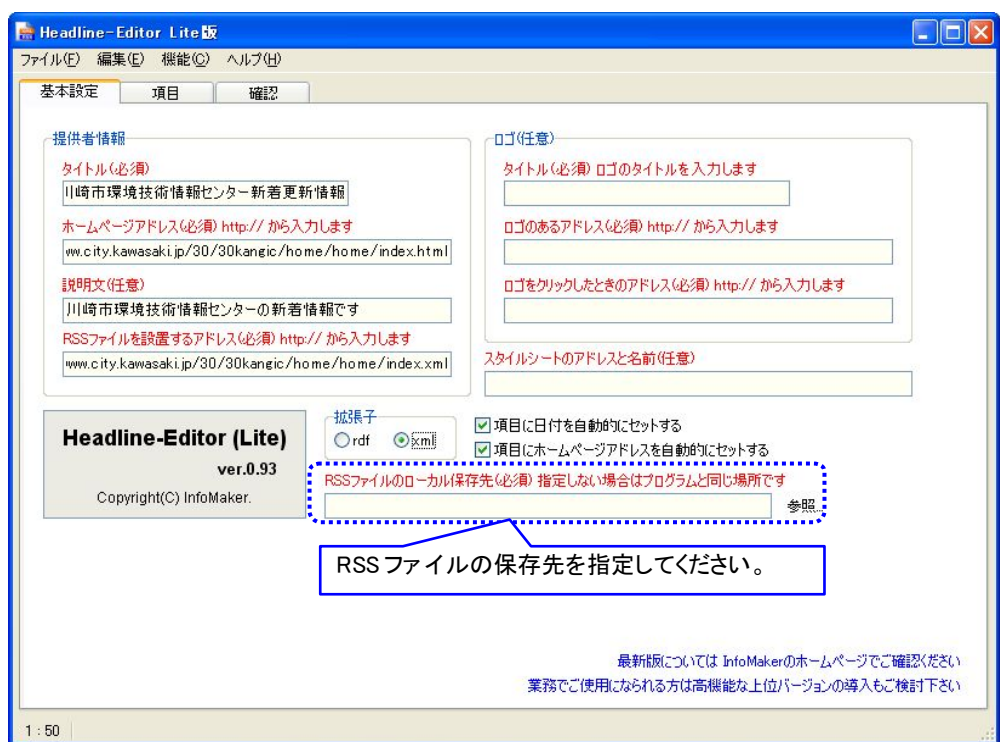 Headline-Editor Lite版
ファイル(F) 編集(E) 機能(C) ヘルプ(H)
基本設定 項目 確認
提供者情報
タイトル(必須)
川崎市環境技術情報センター新着更新情報
ホームページアドレス(必須) http:// から入力します
ww.city.kawasaki.jp/30/30kangic/home/home/index.html
説明文(任意)
川崎市環境技術情報センターの新着情報です
RSSファイルを設置するアドレス(必須) http:// から入力します
www.city.kawasaki.jp/30/30kangic/home/home/index.xml
ロゴ(任意)
タイトル(必須) ロゴのタイトルを入力します
ロゴのあるアドレス(必須) http:// から入力します
ロゴをクリックしたときのアドレス(必須) http:// から入力します
スタイルシートのアドレスと名前(任意)
Headline-Editor (Lite)
ver.0.93
Copyright(C) InfoMaker.
拡張子
rdf xml
項目に日付を自動的にセットする
項目にホームページアドレスを自動的にセットする
RSSファイルのローカル保存先(必須) 指定しない場合はプログラムと同じ場所です
参照...
RSSファイルの保存先を指定してください。
最新版については InfoMakerのホームページでご確認ください
業務でご使用になられる方は高機能な上位バージョンの導入もご検討下さい
1 : 50